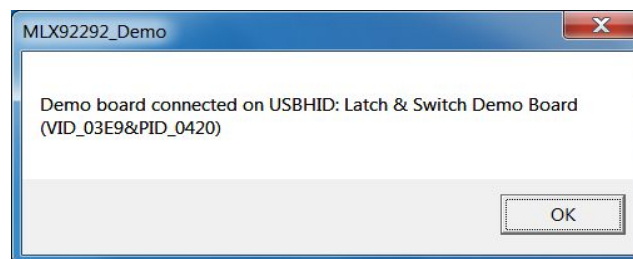 MLX92292_Demo
Demo board connected on USBHID: Latch & Switch Demo Board
(VID_03E9&PID_0420)
OK